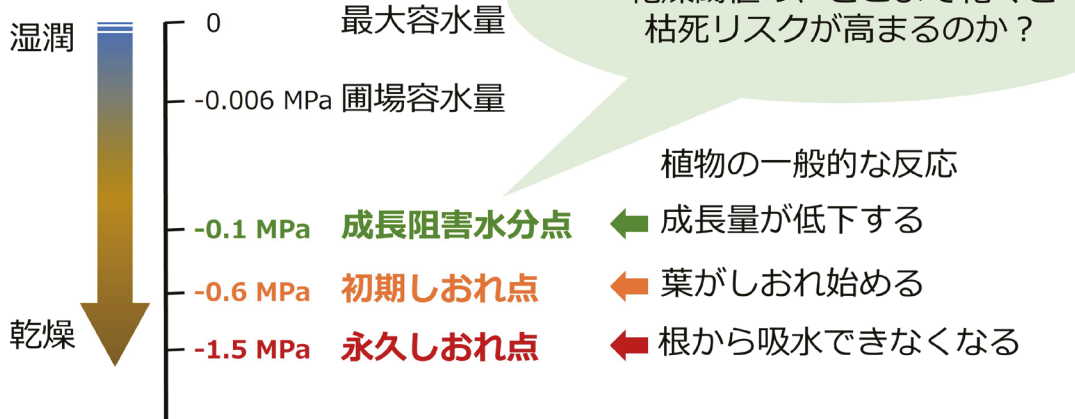 枯死リスクが高まるのか？
湿潤
0 最大容水量
-0.006 MPa 圃場容水量
植物の一般的な反応
-0.1 MPa 成長阻害水分点 成長量が低下する
-0.6 MPa 初期しおれ点 葉がしおれ始める
乾燥
-1.5 MPa 永久しおれ点 根から吸水できなくなる